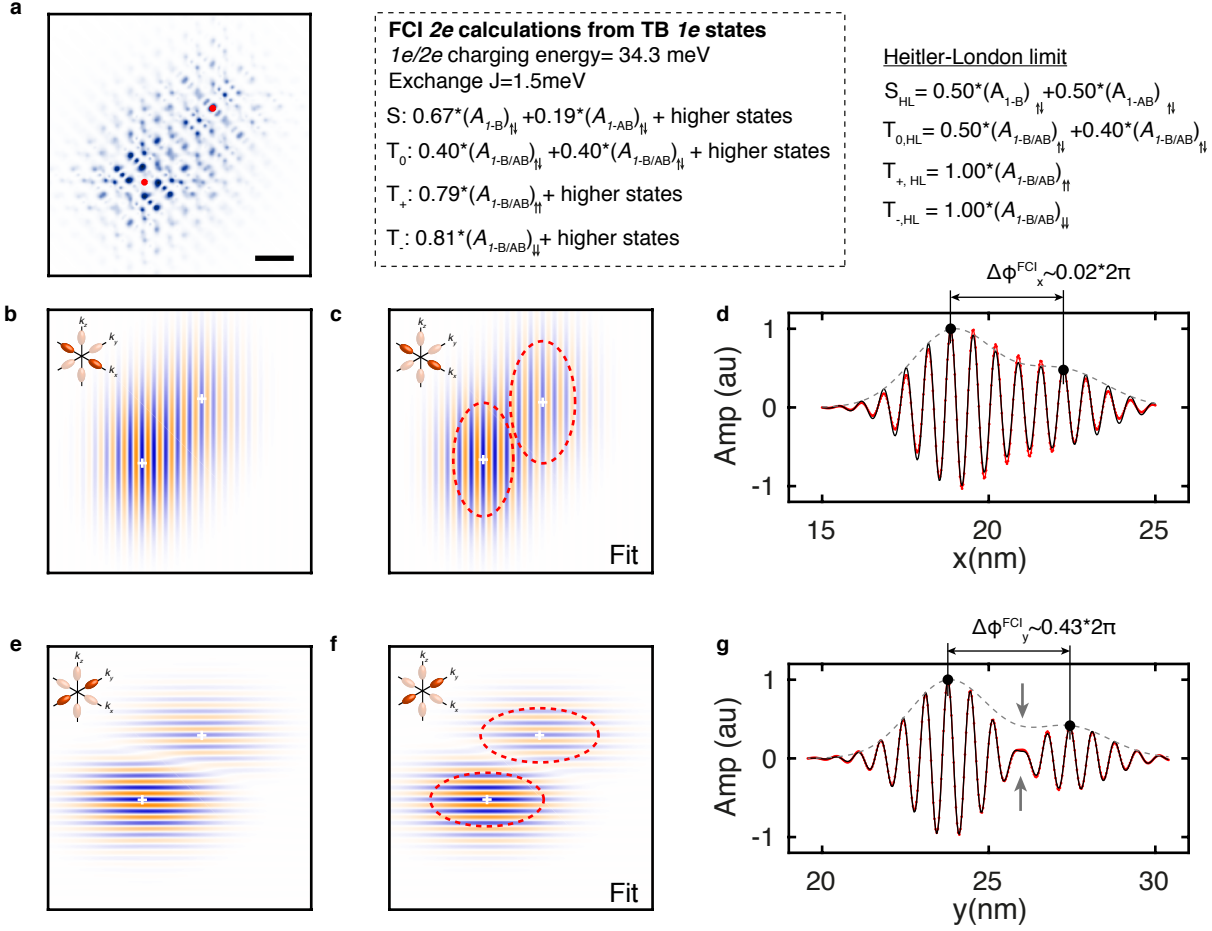 a
FCI 2e calculations from TB 1e states
1e/2e charging energy= 34.3 meV
Exchange J=1.5meV
S: 0.67*(A1-B)↑↓ +0.19*(A1-AB)↑↓ + higher states
T0: 0.40*(A1-B/AB)↑↓ +0.40*(A1-B/AB)↑↓ + higher states
T+: 0.79*(A1-B/AB)↑↑+ higher states
T-: 0.81*(A1-B/AB)↓↓+ higher states
Heitler-London limit
SHL= 0.50*(A1-B)↑↓+0.50*(A1-AB)↑↓
T0,HL= 0.50*(A1-B/AB)↑↓ +0.40*(A1-B/AB)↑↓
T+, HL= 1.00*(A1-B/AB)↑↑
T-,HL = 1.00*(A1-B/AB)↓↓
b
kz
ky
kx
c
kz
ky
kx
Fit
d
ΔϕFCIx~0.02*2π
Amp (au)
1
0
-1
15
20
25
x(nm)
e
kz
ky
kx
f
kz
ky
kx
Fit
g
ΔϕFCIy~0.43*2π
Amp (au)
1
0
-1
20
25
30
y(nm)